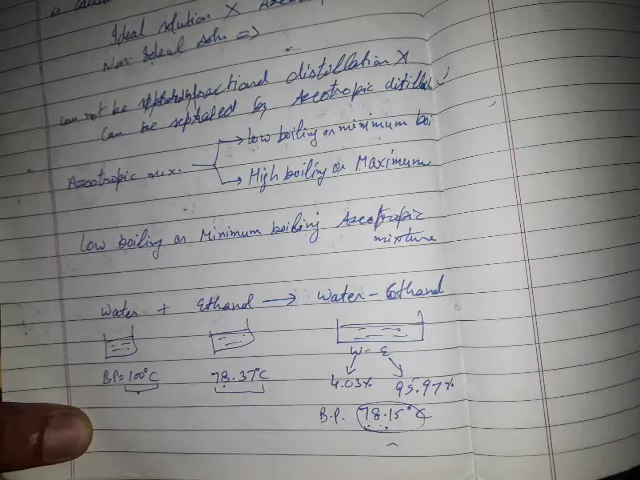 Ideal solution X
Non-Ideal soln =>
can not be fractional distillation X
can be sepraled by Azeotropic distillation
Azeotropic mix. → Low boiling or minimum boi
→ High boiling or Maximum
Low boiling or Minimum boiling Azeotropic
mixture
Water + Ethanol → Water - Ethanol
W - E
BP = 100°C 78.37°C 4.03% 95.97%
B.P. 78.15°C